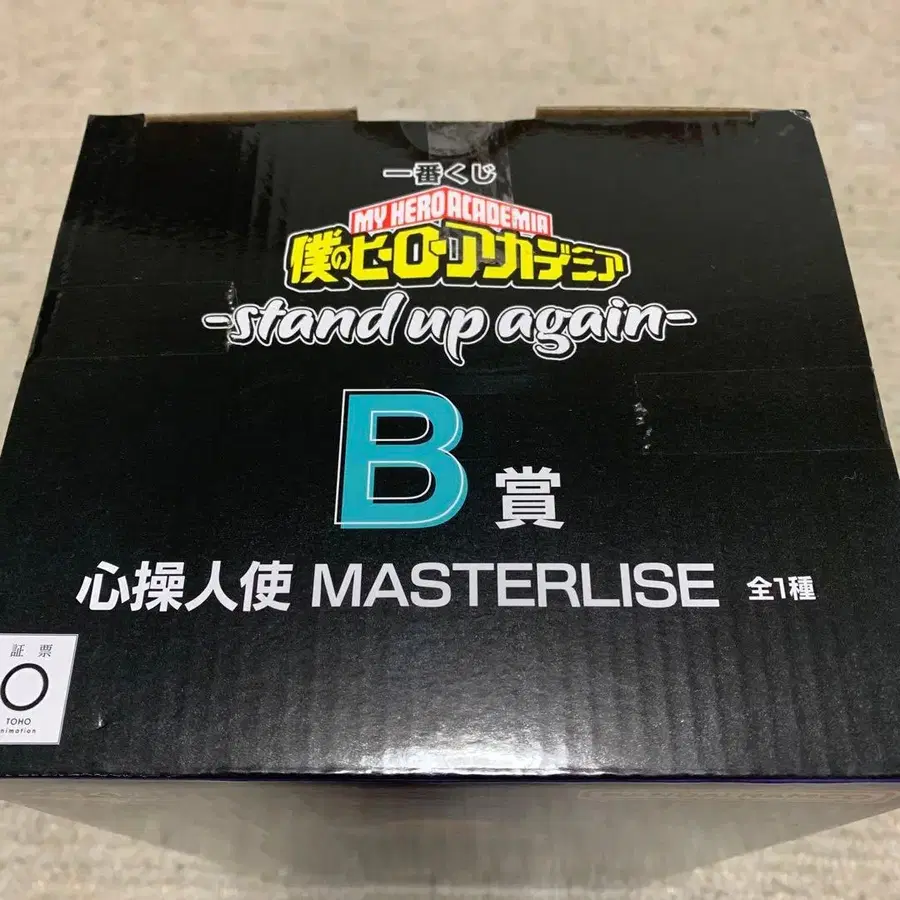 一番くじ
MY HERO ACADEMIA
僕のヒーローアカデミア
-stand up again-
B賞
心操人使 MASTERLISE 全1種
証票
TOHO
animation